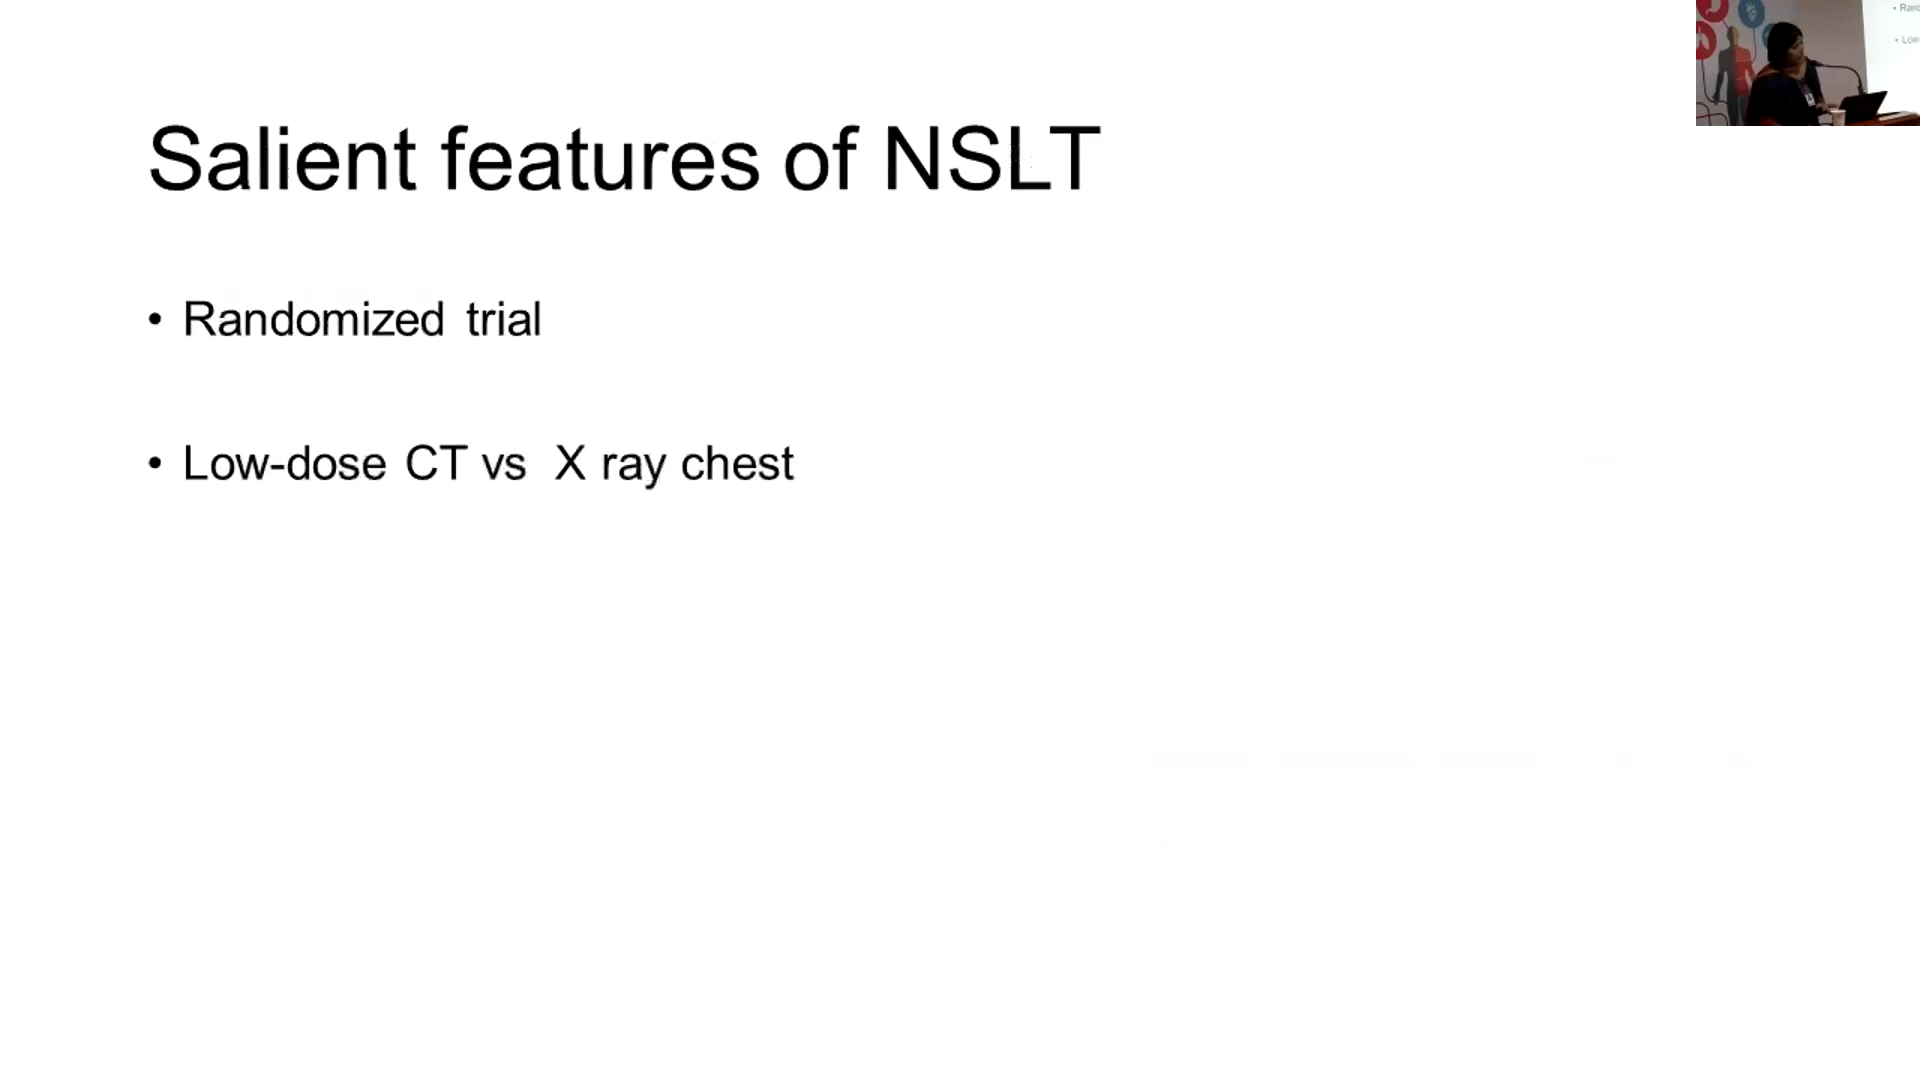 Salient features of NSLT
• Randomized trial
• Low-dose CT vs X ray chest